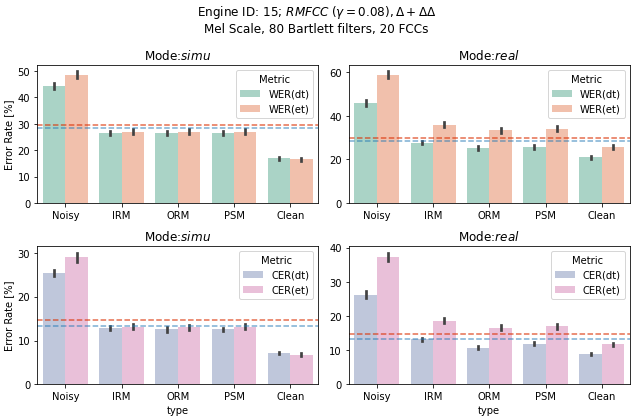 Engine ID: 15; RMFCC (γ = 0.08), Δ + ΔΔ
Mel Scale, 80 Bartlett filters, 20 FCCs
Mode:simu
Error Rate [%]
50
40
30
20
10
0
Metric
WER(dt)
WER(et)
Noisy IRM ORM PSM Clean
Mode:real
60
40
20
0
Metric
WER(dt)
WER(et)
Noisy IRM ORM PSM Clean
Mode:simu
Error Rate [%]
30
20
10
0
Metric
CER(dt)
CER(et)
Noisy IRM ORM PSM Clean
type
Mode:real
40
30
20
10
0
Metric
CER(dt)
CER(et)
Noisy IRM ORM PSM Clean
type